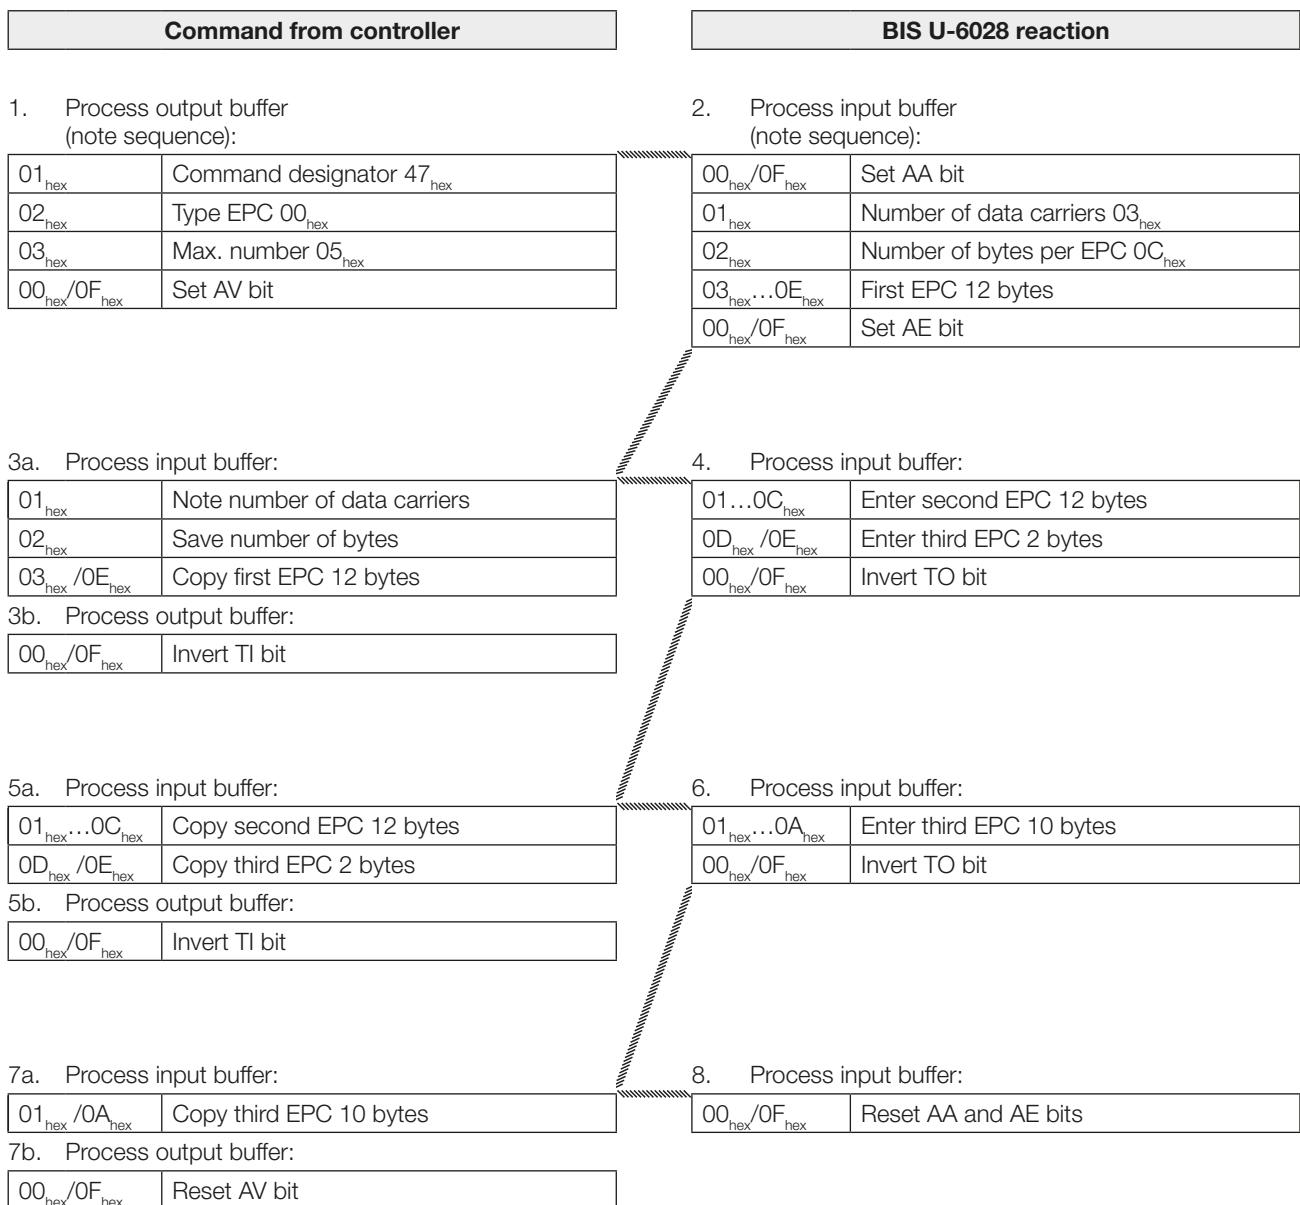 Command from controller
BIS U-6028 reaction
1. Process output buffer
(note sequence):
01hex Command designator 47hex
02hex Type EPC 00hex
03hex Max. number 05hex
00hex/0Fhex Set AV bit
2. Process input buffer
(note sequence):
00hex/0Fhex Set AA bit
01hex Number of data carriers 03hex
02hex Number of bytes per EPC 0Chex
03hex…0Ehex First EPC 12 bytes
00hex/0Fhex Set AE bit
3a. Process input buffer:
01hex Note number of data carriers
02hex Save number of bytes
03hex /0Ehex Copy first EPC 12 bytes
3b. Process output buffer:
00hex/0Fhex Invert TI bit
4. Process input buffer:
01…0Chex Enter second EPC 12 bytes
0Dhex /0Ehex Enter third EPC 2 bytes
00hex/0Fhex Invert TO bit
5a. Process input buffer:
01hex…0Chex Copy second EPC 12 bytes
0Dhex /0Ehex Copy third EPC 2 bytes
5b. Process output buffer:
00hex/0Fhex Invert TI bit
6. Process input buffer:
01hex…0Ahex Enter third EPC 10 bytes
00hex/0Fhex Invert TO bit
7a. Process input buffer:
01hex /0Ahex Copy third EPC 10 bytes
7b. Process output buffer:
00hex/0Fhex Reset AV bit
8. Process input buffer:
00hex/0Fhex Reset AA and AE bits